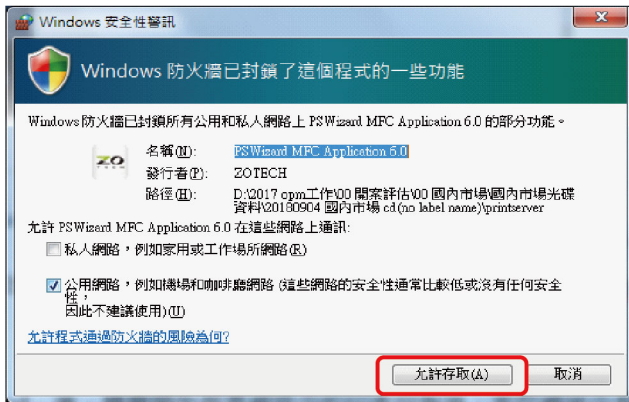 Windows 安全性警訊
Windows 防火牆已封鎖了這個程式的一些功能
Windows 防火牆已封鎖所有公用和私人網路上 PSWizard MFC Application 6.0 的部分功能。
ZO TECH
名稱(N): PSWizard MFC Application 6.0
發行者(P): ZOTECH
路徑(H): D:\2017 opm工作\00 開案評估\00 國內市場\國內市場光碟
資料\20180904 國內市場 cd(no label name)\printserver
允許 PSWizard MFC Application 6.0 在這些網路上通訊:
私人網路，例如家用或工作場所網路(R)
公用網路，例如機場和咖啡廳網路 (這些網路的安全性通常比較低或沒有任何安全
性，
因此不建議使用)(U)
允許程式通過防火牆的風險為何?
允許存取(A) 取消